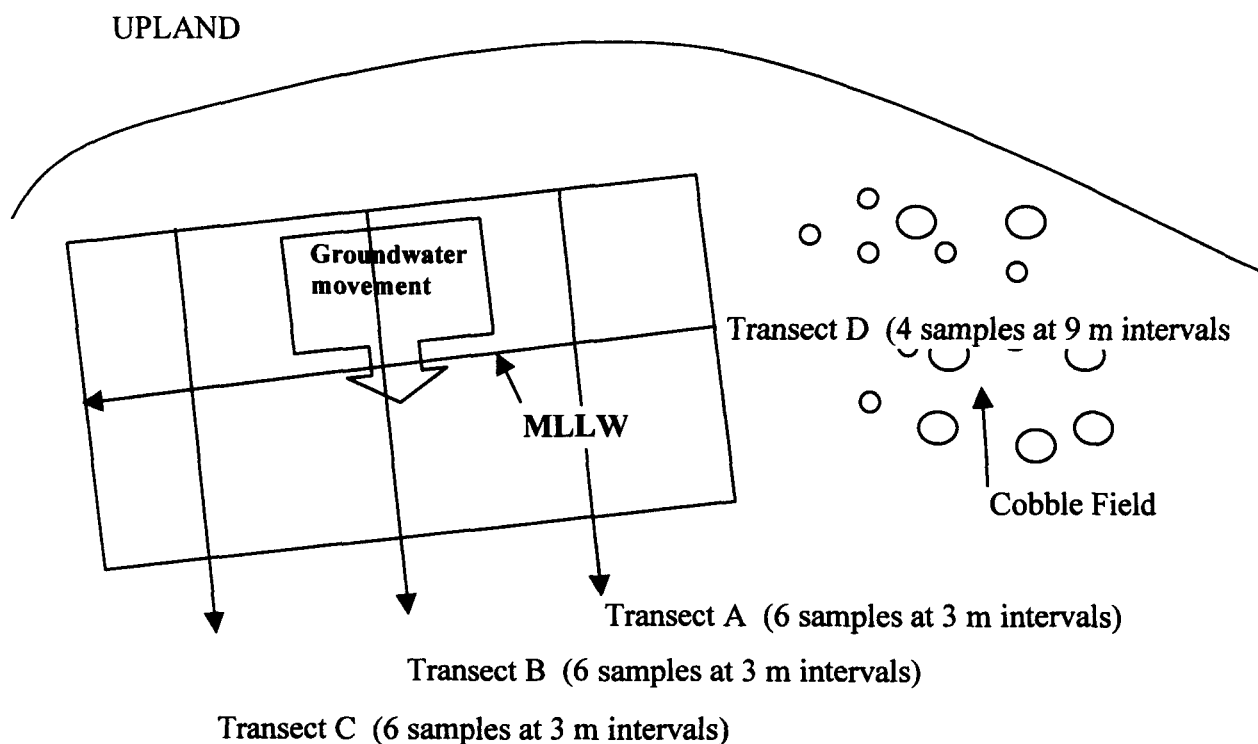 UPLAND
Groundwater
movement
Transect D (4 samples at 9 m intervals
MLLW
Cobble Field
Transect A (6 samples at 3 m intervals)
Transect B (6 samples at 3 m intervals)
Transect C (6 samples at 3 m intervals)